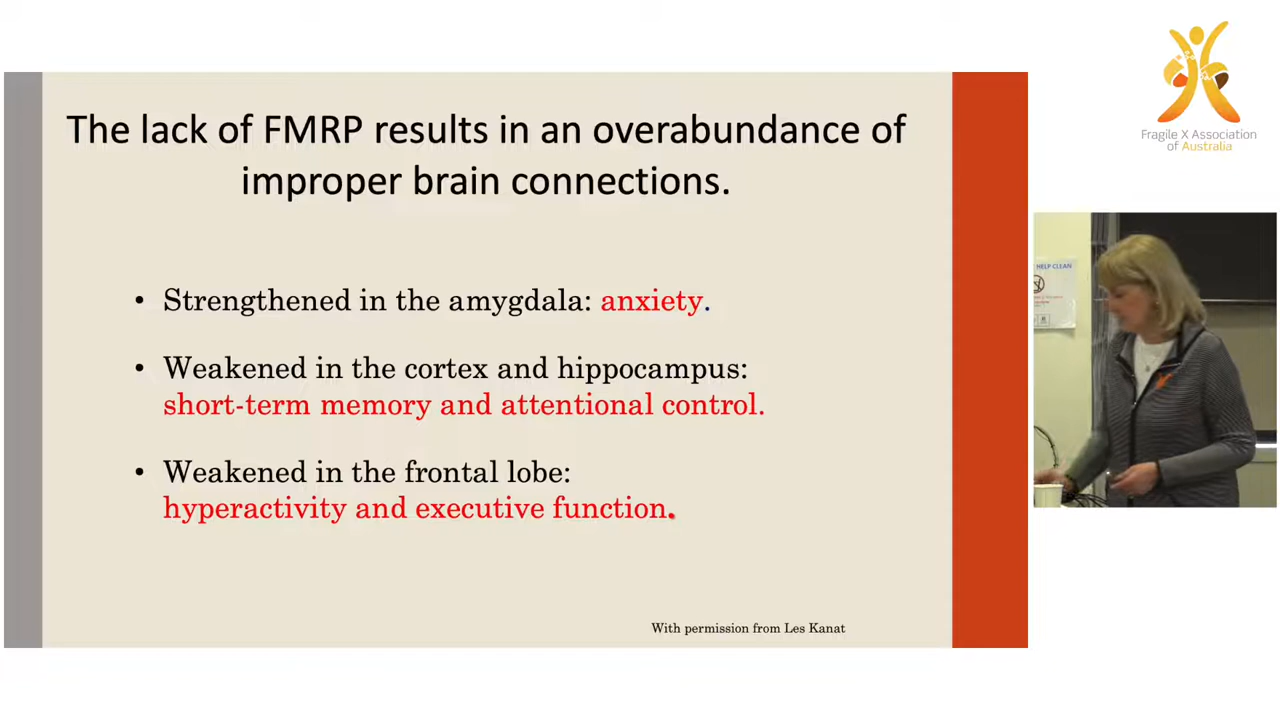 The lack of FMRP results in an overabundance of
improper brain connections.
• Strengthened in the amygdala: anxiety.
• Weakened in the cortex and hippocampus:
short-term memory and attentional control.
• Weakened in the frontal lobe:
hyperactivity and executive function.
With permission from Les Kanat
Fragile X Association
of Australia
HELP CLEAN